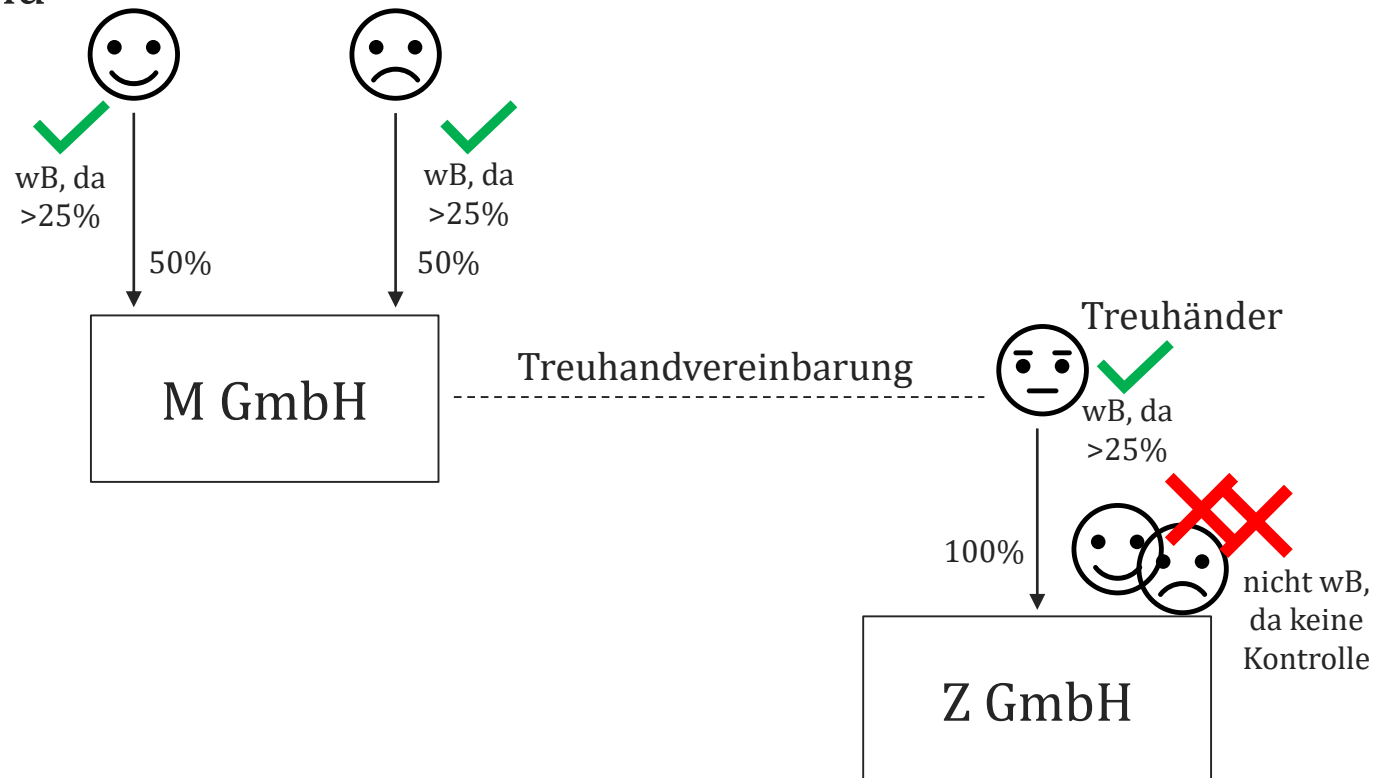 wB, da
>25%
wB, da
>25%
50%
50%
M GmbH
Treuhandvereinbarung
Treuhänder
wB, da
>25%
100%
nicht wB,
da keine
Kontrolle
Z GmbH